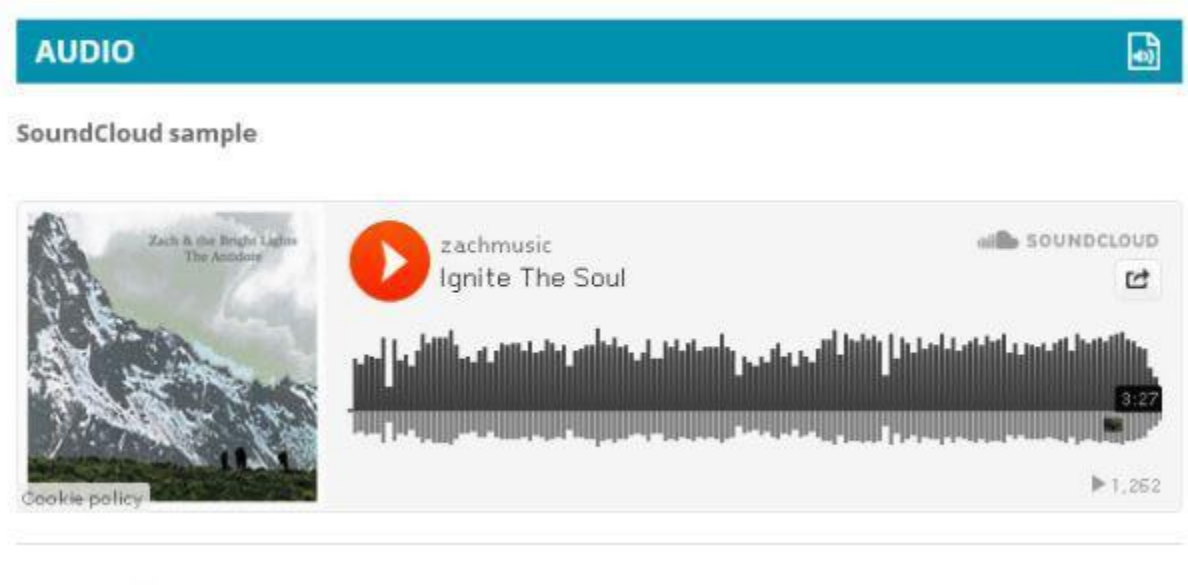 AUDIO
SoundCloud sample
Zach & the Bright Lights
The Antidote
zachmusic
Ignite The Soul
SOUNDCLOUD
3:27
1,262
Cookie policy